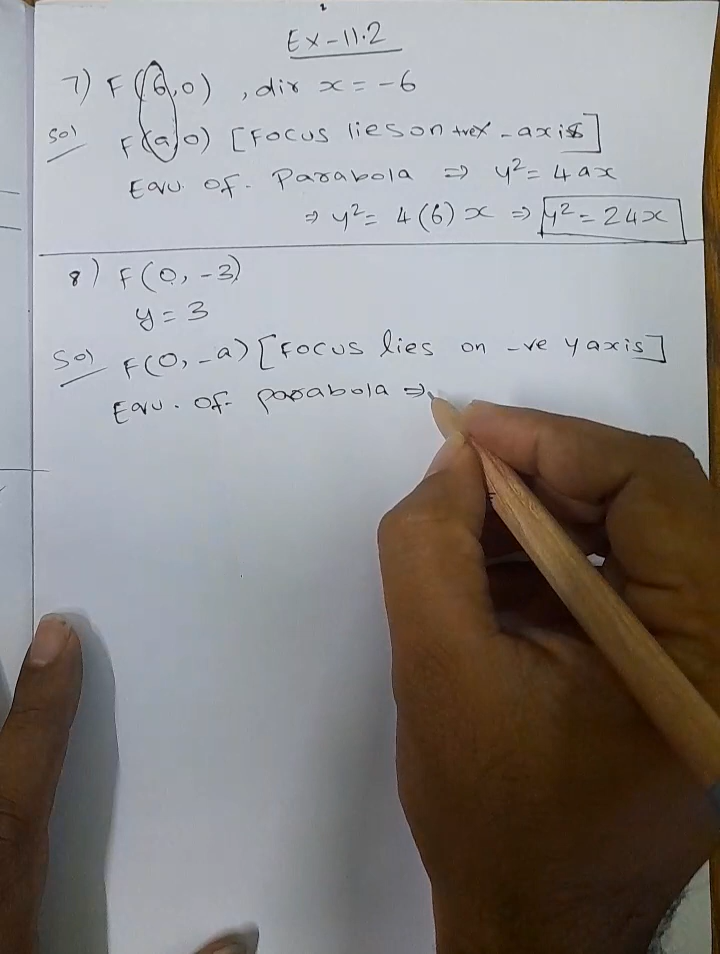 Ex-11.2
7) F(6,0) , dir x = -6
Sol F(a,0) [Focus lies on +ve x-axis]
Equ. of. Parabola ⇒ y² = 4ax
⇒ y² = 4(6)x ⇒ y² = 24x
8) F(0, -3)
y = 3
Sol F(0, -a) [Focus lies on -ve y axis]
Equ. of parabola ⇒